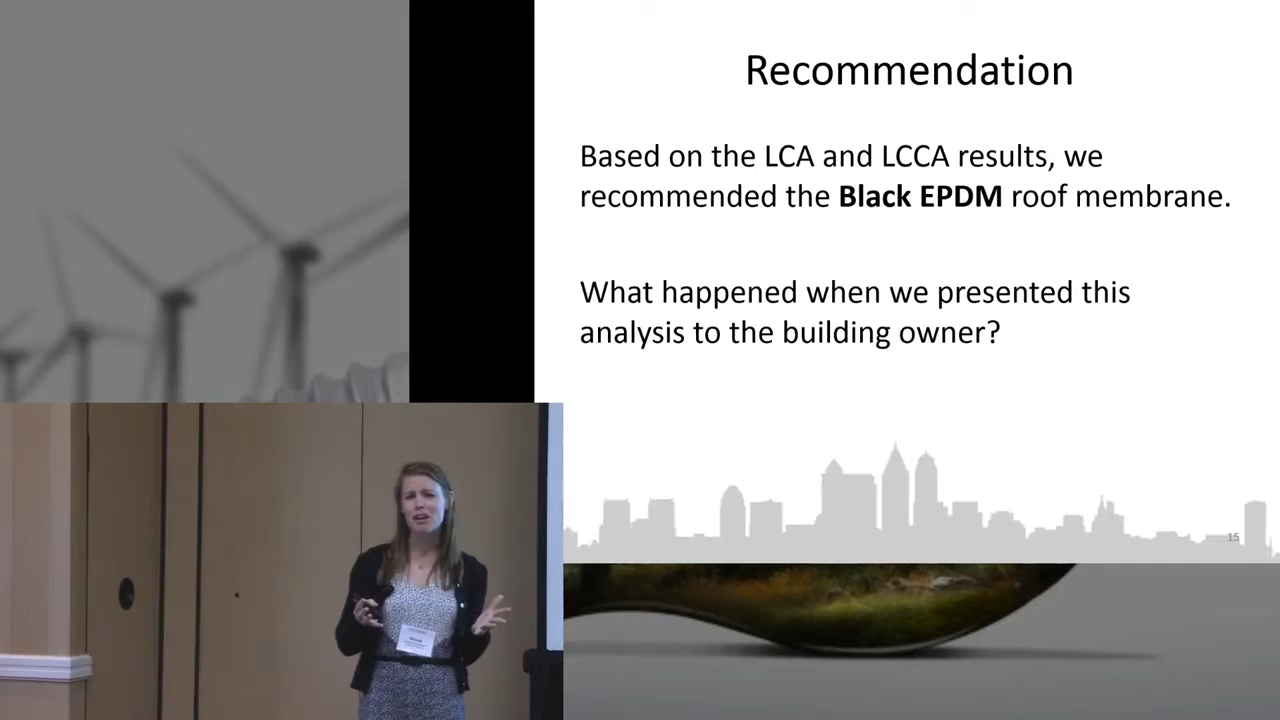 Recommendation
Based on the LCA and LCCA results, we
recommended the Black EPDM roof membrane.
What happened when we presented this
analysis to the building owner?
15